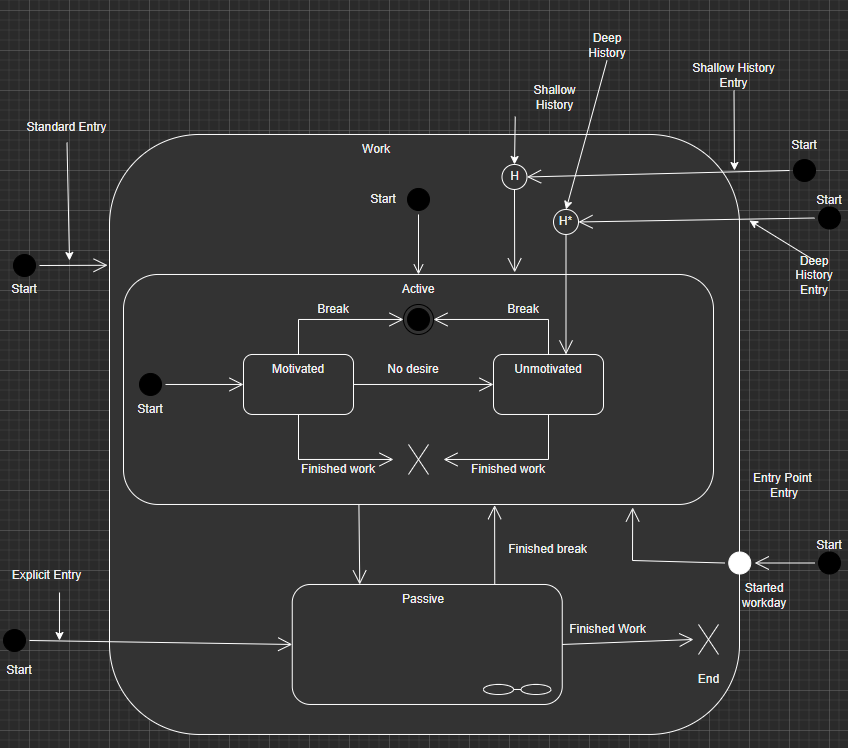 Deep
History
Shallow History
Entry
Shallow
History
Standard Entry
Work
Start
H
Start
Start
H*
Start
Deep
History
Entry
Active
Break
Break
Motivated
No desire
Unmotivated
Start
Finished work
Finished work
Entry Point
Entry
Start
Finished break
Explicit Entry
Started
workday
Passive
Finished Work
Start
End